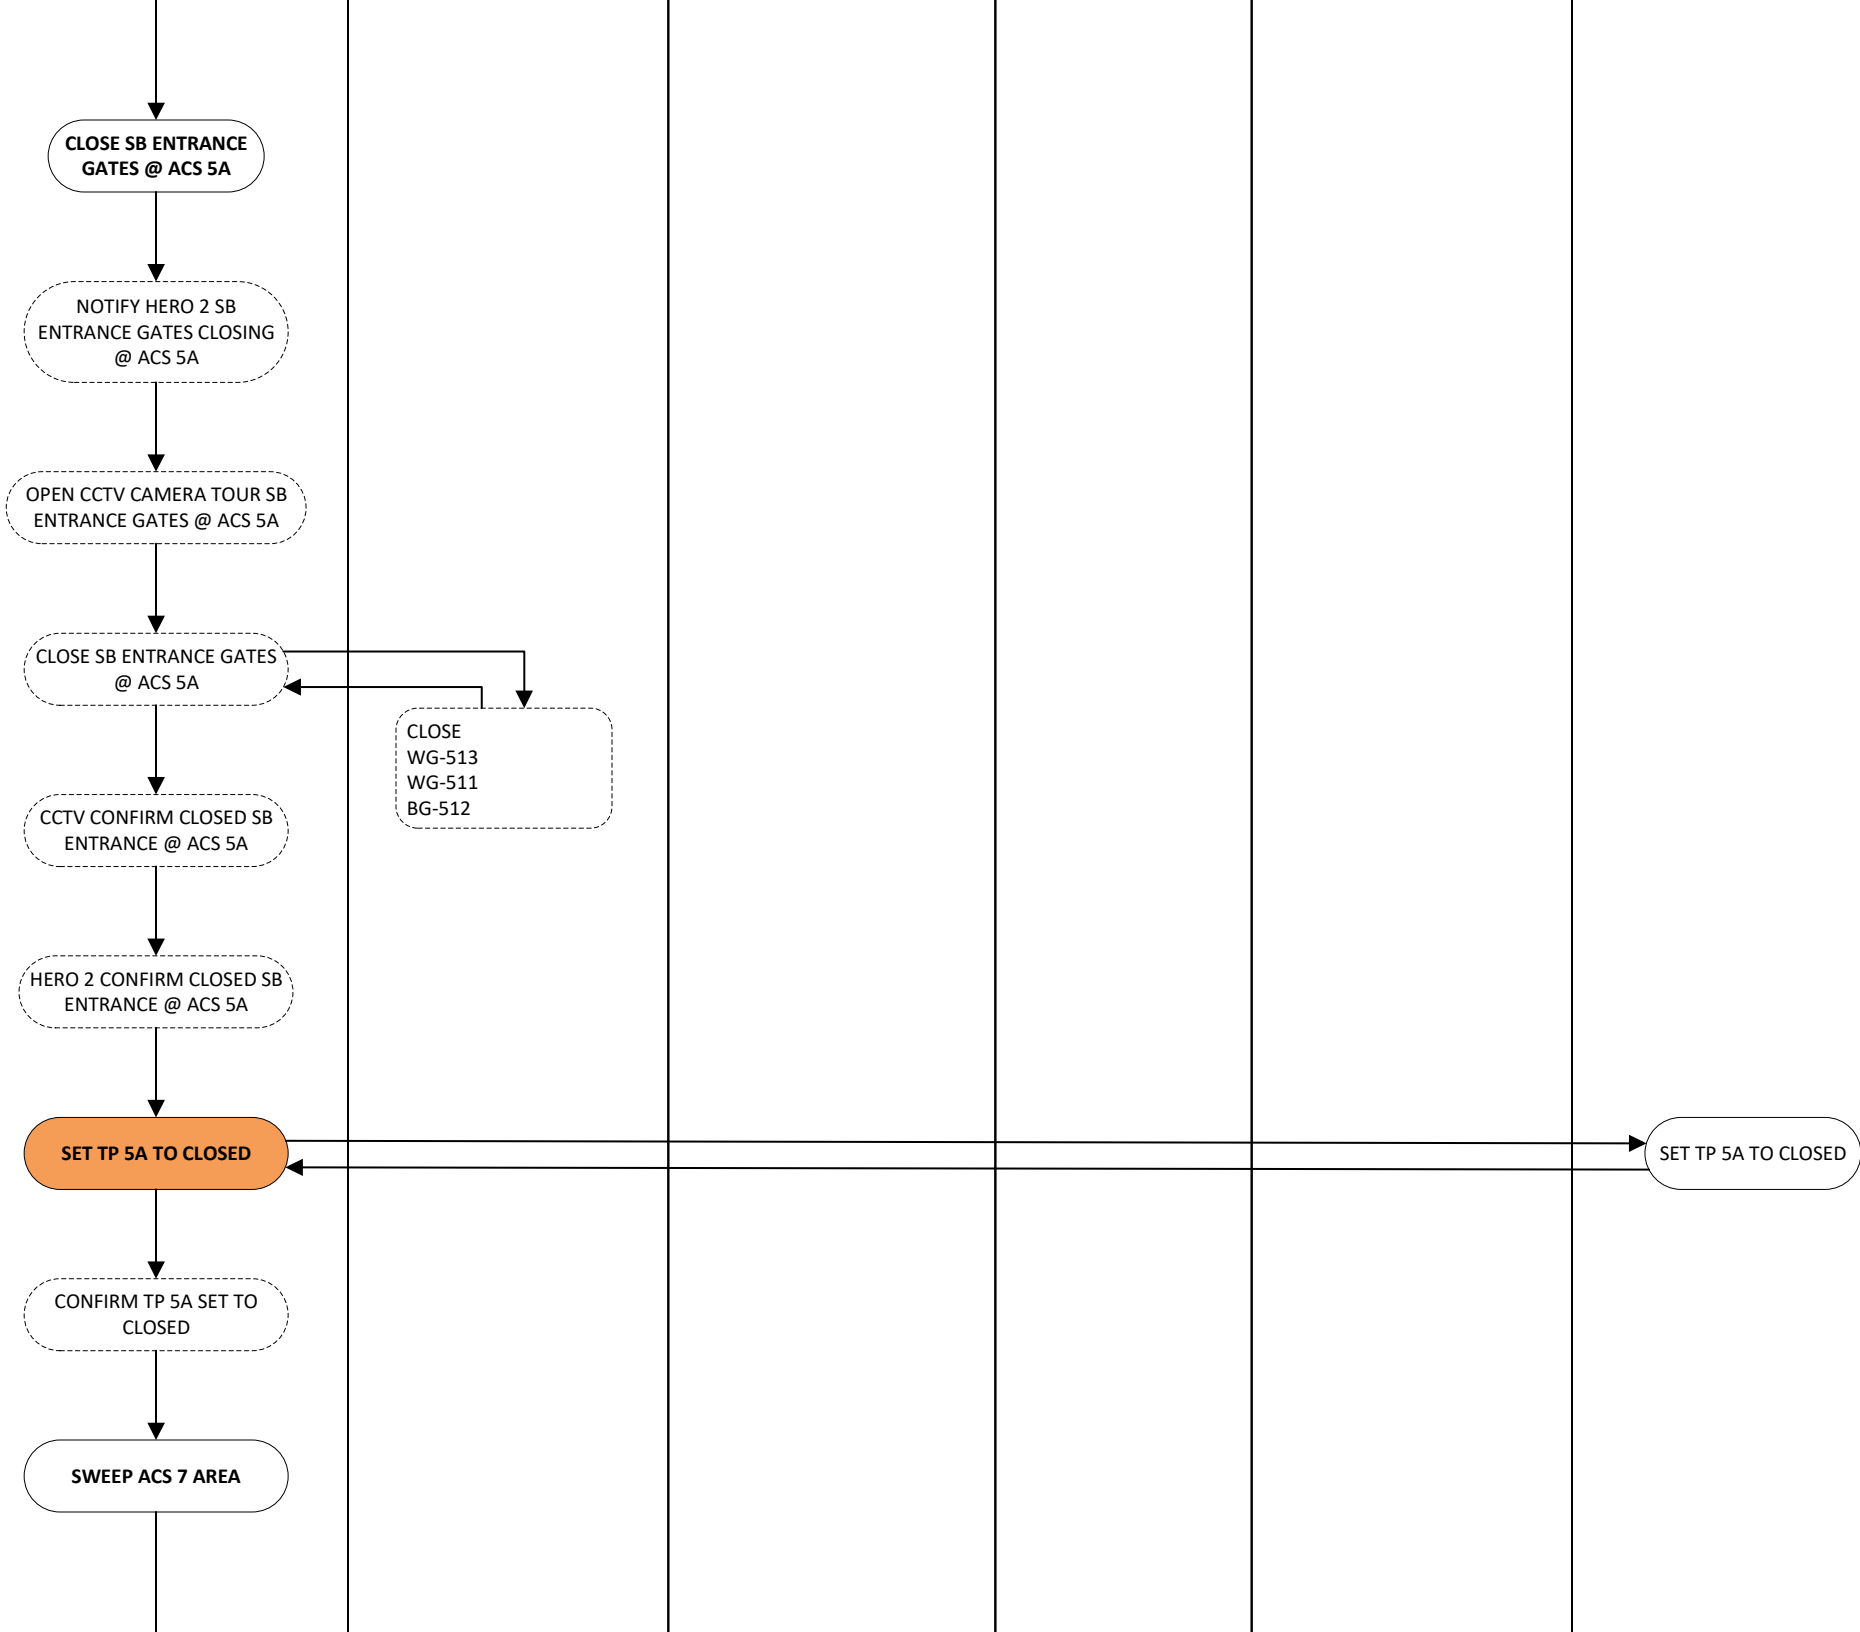 CLOSE SB ENTRANCE
GATES @ ACS 5A
NOTIFY HERO 2 SB
ENTRANCE GATES CLOSING
@ ACS 5A
OPEN CCTV CAMERA TOUR SB
ENTRANCE GATES @ ACS 5A
CLOSE SB ENTRANCE GATES
@ ACS 5A
CLOSE
WG-513
WG-511
BG-512
CCTV CONFIRM CLOSED SB
ENTRANCE @ ACS 5A
HERO 2 CONFIRM CLOSED SB
ENTRANCE @ ACS 5A
SET TP 5A TO CLOSED
SET TP 5A TO CLOSED
CONFIRM TP 5A SET TO
CLOSED
SWEEP ACS 7 AREA